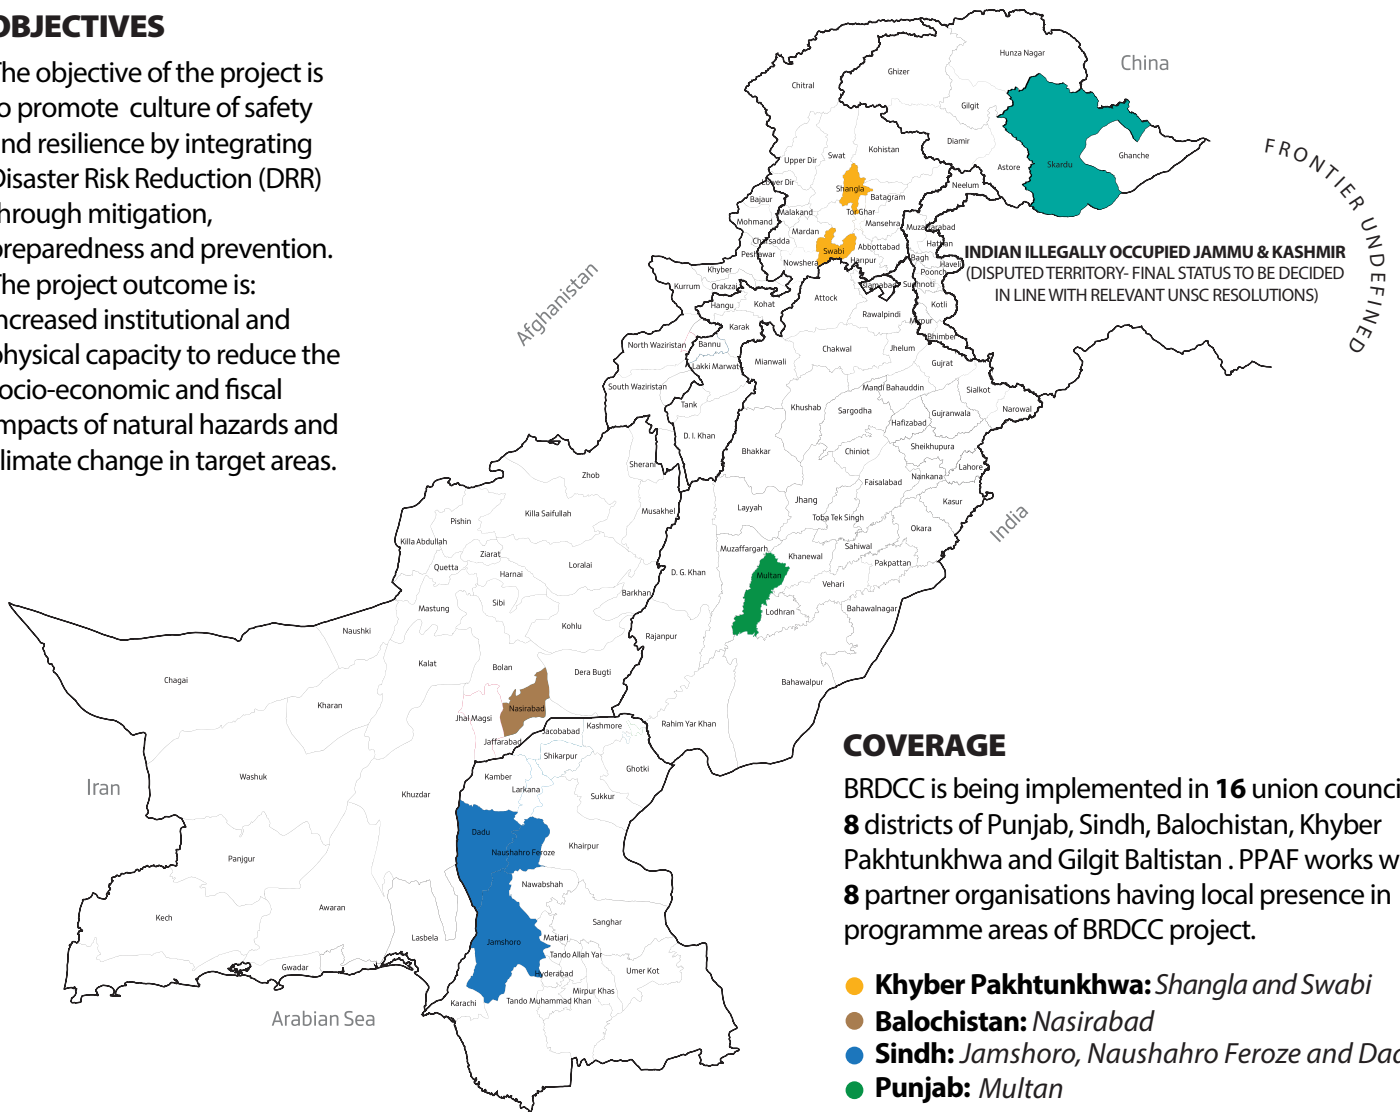 OBJECTIVES
The objective of the project is
to promote culture of safety
and resilience by integrating
Disaster Risk Reduction (DRR)
through mitigation,
preparedness and prevention.
The project outcome is:
increased institutional and
physical capacity to reduce the
socio-economic and fiscal
impacts of natural hazards and
climate change in target areas.
China
Afghanistan
India
Iran
Arabian Sea
FRONTIER UNDEFINED
INDIAN ILLEGALLY OCCUPIED JAMMU & KASHMIR
(DISPUTED TERRITORY- FINAL STATUS TO BE DECIDED
IN LINE WITH RELEVANT UNSC RESOLUTIONS)
Hunza Nagar
Ghizer
Chitral
Gilgit
Diamir
Skardu
Ghanche
Astore
Kohistan
Swat
Upper Dir
Lower Dir
Shangla
Batagram
Neelum
Bajaur
Malakand
Tor Ghar
Mansehra
Muzaffarabad
Mohmand
Mardan
Charsadda
Swabi
Abbottabad
Hattian
Peshawar
Nowshera
Haripur
Bagh
Haveli
Poonch
Khyber
Kurrum
Orakzai
Islamabad
Sudhnoti
Hangu
Kohat
Attock
Rawalpindi
Kotli
Mirpur
Karak
Bhimber
North Waziristan
Bannu
Lakki Marwat
Mianwali
Chakwal
Jhelum
Gujrat
South Waziristan
Mandi Bahauddin
Sialkot
Tank
Khushab
Sargodha
Gujranwala
Narowal
Hafizabad
D. I. Khan
Bhakkar
Chiniot
Sheikhupura
Sherani
Zhob
Lahore
Nankana
Faisalabad
Musakhel
Killa Saifullah
Layyah
Jhang
Kasur
Toba Tek Singh
Okara
Pishin
Killa Abdullah
Ziarat
Quetta
Harnai
Loralai
Muzaffargarh
Khanewal
Sahiwal
Pakpattan
D. G. Khan
Multan
Vehari
Barkhan
Mastung
Sibi
Lodhran
Bahawalnagar
Naushki
Kohlu
Rajanpur
Kalat
Bolan
Dera Bugti
Chagai
Bahawalpur
Kharan
Nasirabad
Jhal Magsi
Jaffarabad
Jacobabad
Kashmore
Rahim Yar Khan
Shikarpur
Ghotki
Washuk
Kamber
Larkana
Sukkur
Khuzdar
Dadu
Naushahro Feroze
Khairpur
Panjgur
Nawabshah
Kech
Awaran
Sanghar
Lasbela
Jamshoro
Matiari
Tando Allah Yar
Gwadar
Hyderabad
Umer Kot
Mirpur Khas
Karachi
Tando Muhammad Khan
COVERAGE
BRDCC is being implemented in 16 union counci
8 districts of Punjab, Sindh, Balochistan, Khyber
Pakhtunkhwa and Gilgit Baltistan . PPAF works w
8 partner organisations having local presence in
programme areas of BRDCC project.
Khyber Pakhtunkhwa: Shangla and Swabi
Balochistan: Nasirabad
Sindh: Jamshoro, Naushahro Feroze and Dad
Punjab: Multan